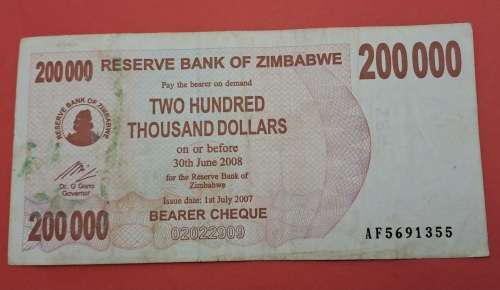 200 000
RESERVE BANK OF ZIMBABWE
200 000
Pay the bearer on demand
TWO HUNDRED
THOUSAND DOLLARS
on or before
30th June 2008
for the Reserve Bank of
Zimbabwe
RESERVE BANK OF ZIMBABWE
Dr. G Gono
Governor
Issue date: 1st July 2007
200 000
BEARER CHEQUE
02022909
AF5691355